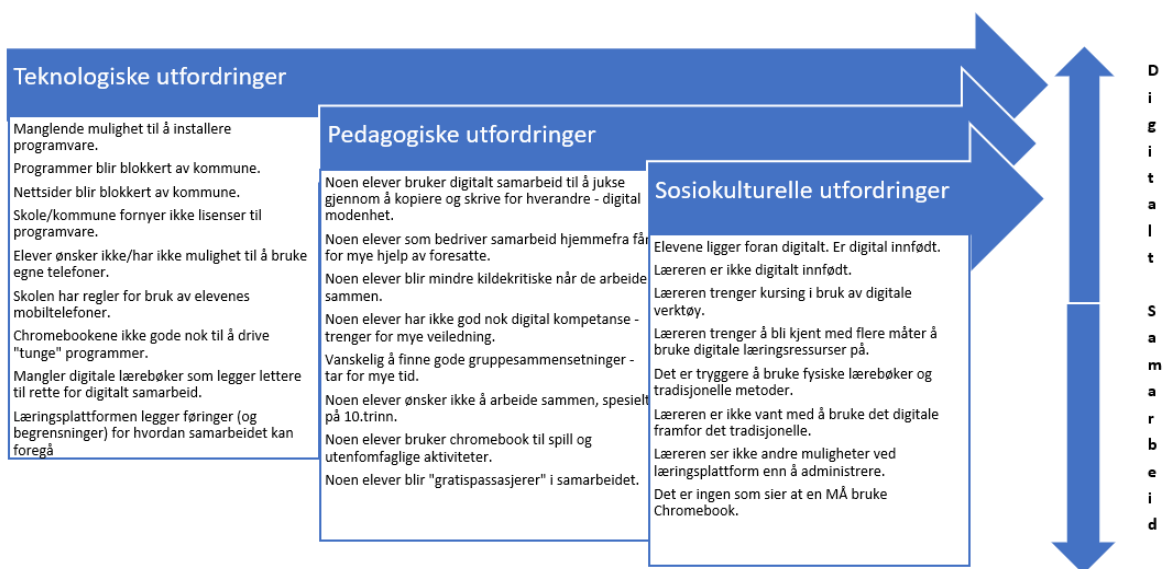 Teknologiske utfordringer
Manglende mulighet til å installere
programvare.
Programmer blir blokkert av kommune.
Nettsider blir blokkert av kommune.
Skole/kommune fornyer ikke lisenser til
programvare.
Elever ønsker ikke/har ikke mulighet til å bruke
egne telefoner.
Skolen har regler for bruk av elevenes
mobiltelefoner.
Chromebookene ikke gode nok til å drive
"tunge" programmer.
Mangler digitale lærebøker som legger lettere
til rette for digitalt samarbeid.
Læringsplattformen legger føringer (og
begrensninger) for hvordan samarbeidet kan
foregå
Pedagogiske utfordringer
Noen elever bruker digitalt samarbeid til å jukse
gjennom å kopiere og skrive for hverandre - digital
modenhet.
Noen elever som bedriver samarbeid hjemmefra får
for mye hjelp av foresatte.
Noen elever blir mindre kildekritiske når de arbeide
sammen.
Noen elever har ikke god nok digital kompetanse -
trenger for mye veiledning.
Vanskelig å finne gode gruppesammensetninger -
tar for mye tid.
Noen elever ønsker ikke å arbeide sammen, spesielt
på 10.trinn.
Noen elever bruker chromebook til spill og
utenfomfaglige aktiviteter.
Noen elever blir "gratispassasjerer" i samarbeidet.
Sosiokulturelle utfordringer
Elevene ligger foran digitalt. Er digital innfødt.
Læreren er ikke digitalt innfødt.
Læreren trenger kursing i bruk av digitale
verktøy.
Læreren trenger å bli kjent med flere måter å
bruke digitale læringsressurser på.
Det er tryggere å bruke fysiske lærebøker og
tradisjonelle metoder.
Læreren er ikke vant med å bruke det digitale
framfor det tradisjonelle.
Læreren ser ikke andre muligheter ved
læringsplattform enn å administrere.
Det er ingen som sier at en MÅ bruke
Chromebook.
Digitalt Samarbeid